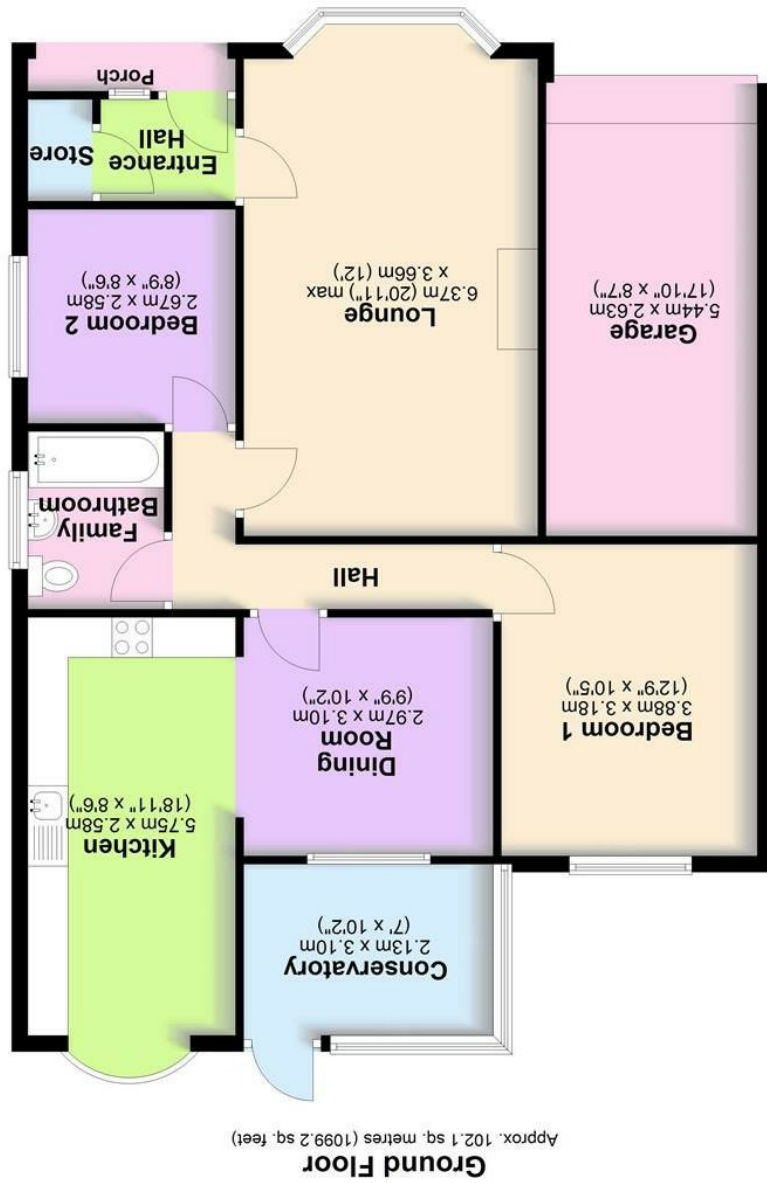 Ground Floor
Approx. 102.1 sq. metres (1099.2 sq. feet)
Conservatory
2.13m x 3.10m
(7' x 10'2")
Kitchen
5.75m x 2.58m
(18'11" x 8'6")
Dining
Room
2.97m x 3.10m
(9'9" x 10'2")
Bedroom 1
3.88m x 3.18m
(12'9" x 10'5")
Hall
Family
Bathroom
Bedroom 2
2.67m x 2.58m
(8'9" x 8'6")
Lounge
6.37m (20'11") max
x 3.66m (12')
Garage
5.44m x 2.63m
(17'10" x 8'7")
Entrance
Hall
Store
Porch